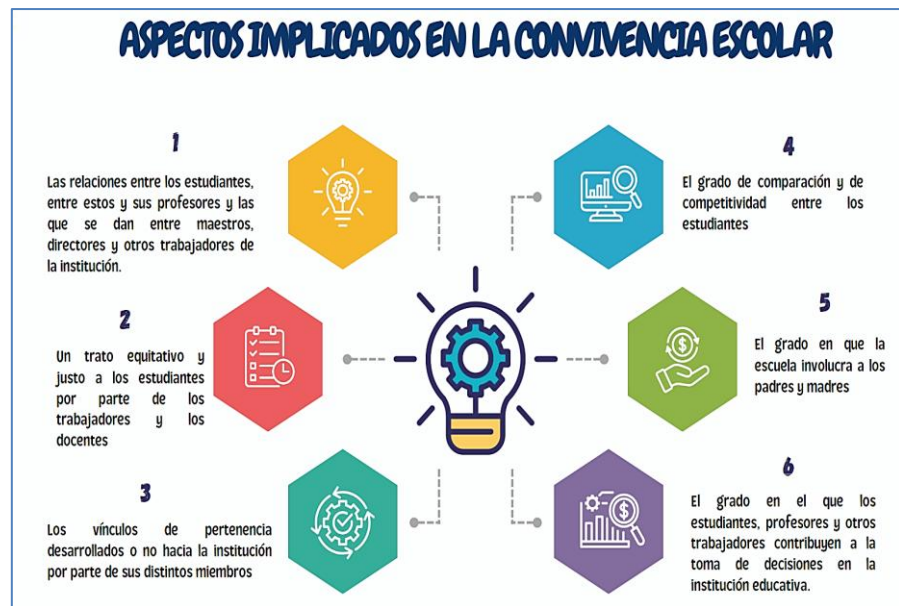 ASPECTOS IMPLICADOS EN LA CONVIVENCIA ESCOLAR
1
Las relaciones entre los estudiantes,
entre estos y sus profesores y las
que se dan entre maestros,
directores y otros trabajadores de
la institución.
2
Un trato equitativo y
justo a los estudiantes
por parte de los
trabajadores y los
docentes
3
Los vínculos de pertenencia
desarrollados o no hacia la institución
por parte de sus distintos miembros
4
El grado de comparación y de
competitividad entre los
estudiantes
5
El grado en que la
escuela involucra a los
padres y madres
6
El grado en el que los
estudiantes, profesores y otros
trabajadores contribuyen a la
toma de decisiones en la
institución educativa.